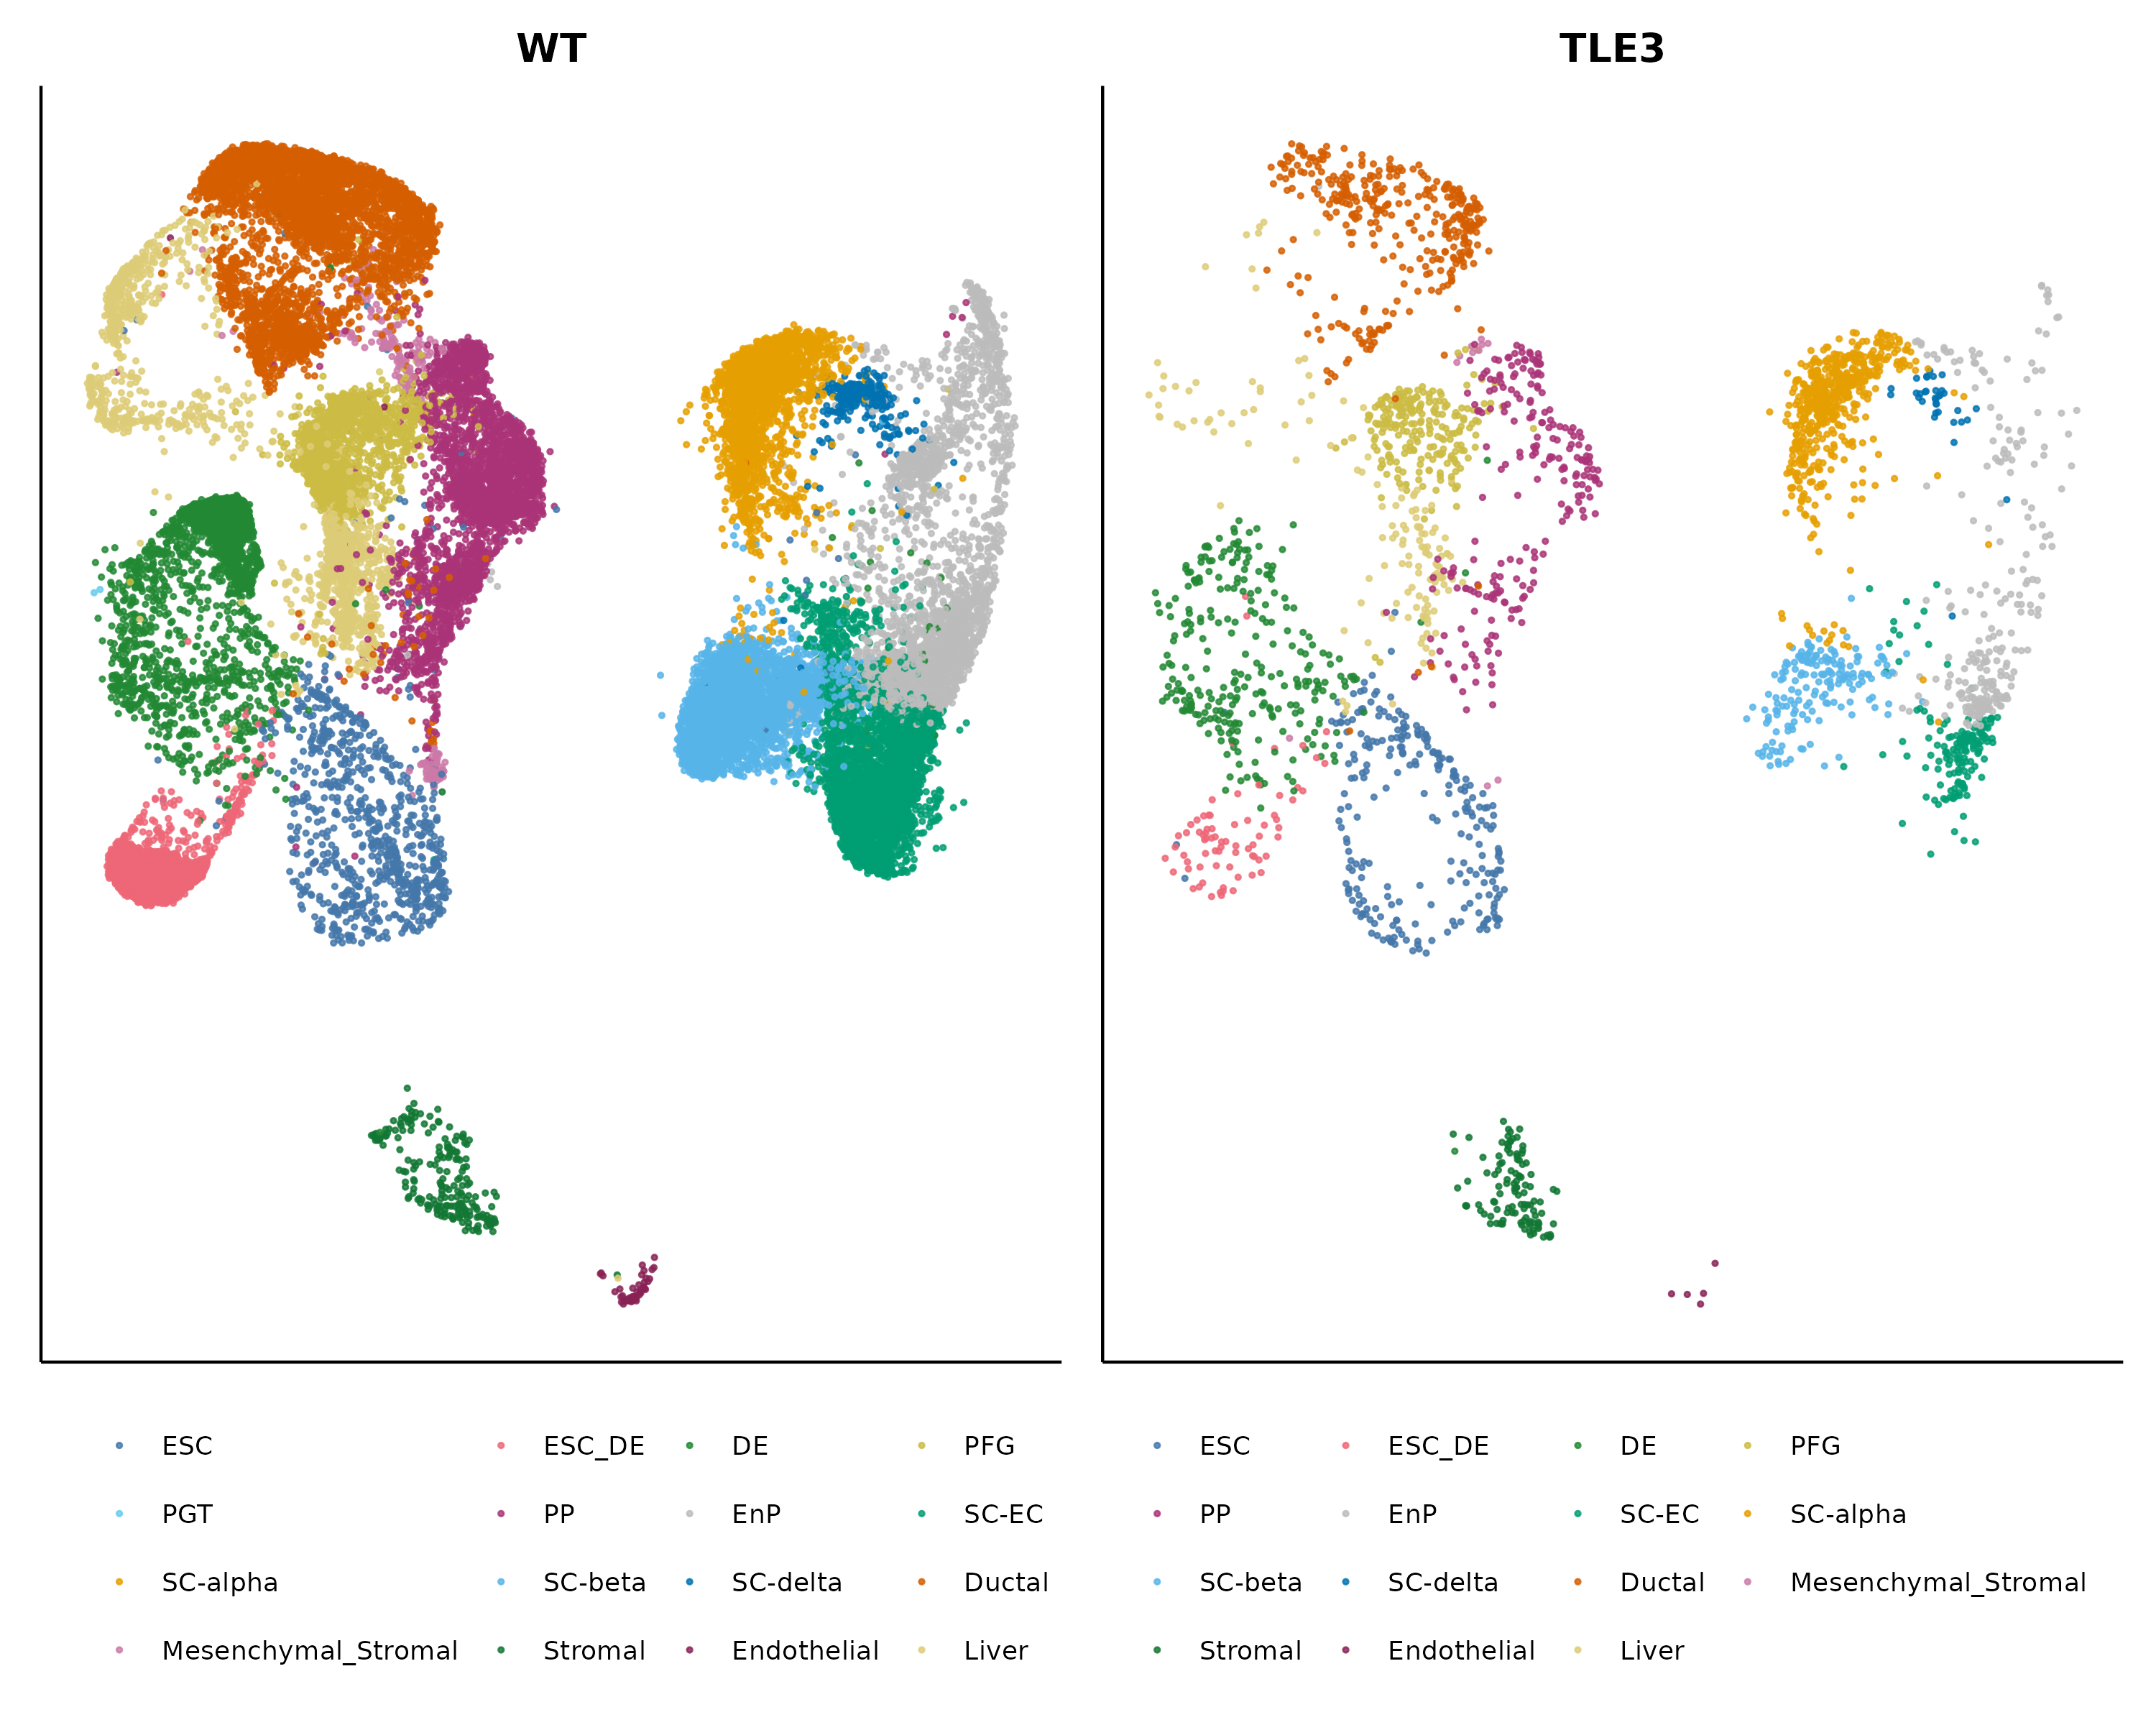 WT
TLE3
ESC ESC_DE DE PFG
PGT PP EnP SC-EC
SC-alpha SC-beta SC-delta Ductal
Mesenchymal_Stromal Stromal Endothelial Liver
ESC ESC_DE DE PFG
PP EnP SC-EC SC-alpha
SC-beta SC-delta Ductal Mesenchymal_Stromal
Stromal Endothelial Liver